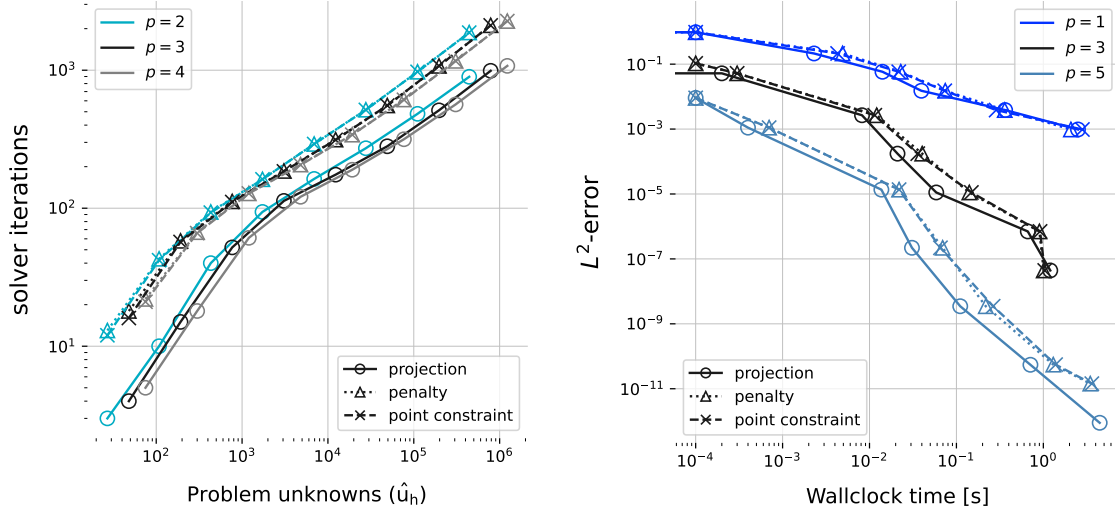 p = 2
p = 3
p = 4
10³
10²
10¹
solver iterations
projection
penalty
point constraint
10² 10³ 10⁴ 10⁵ 10⁶
Problem unknowns (ûₕ)
p = 1
p = 3
p = 5
10⁻¹
10⁻³
10⁻⁵
10⁻⁷
10⁻⁹
10⁻¹¹
L²-error
projection
penalty
point constraint
10⁻⁴ 10⁻³ 10⁻² 10⁻¹ 10⁰
Wallclock time [s]